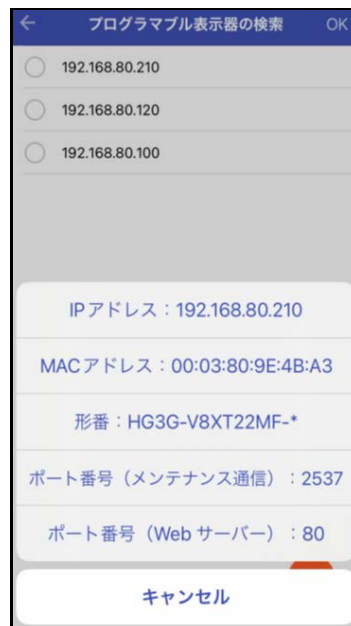 ← プログラマブル表示器の検索 OK
192.168.80.210
192.168.80.120
192.168.80.100
IPアドレス：192.168.80.210
MACアドレス：00:03:80:9E:4B:A3
形番：HG3G-V8XT22MF-*
ポート番号（メンテナンス通信）：2537
ポート番号（Web サーバー）：80
キャンセル